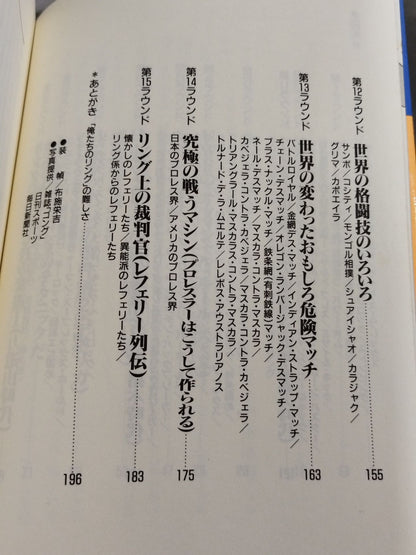 第12ラウンド 世界の格闘技のいろいろ 155
サンボ／コシティ／モンゴル相撲／シュアイシャオ／カラジャク／
グリマ／カポエイラ
第13ラウンド 世界の変わったおもしろ危険マッチ 163
バトルロイヤル／金網デス・マッチ／インディアン・ストラップ・マッチ／
チェーン・デスマッチ／オレゴン・ランバージャック・デスマッチ／
ブラス・ナックル・マッチ／鉄条網（有刺鉄線）マッチ／
ネール・デスマッチ／マスカラ・コントラ・マスカラ／
カベジェラ・コントラ・カベジェラ／マスカラ・コントラ・カベジェラ／
トリアングラール・マスカラス・コントラ・マスカラ／
トルナード・デ・ラ・ムエルテ／レレボス・アウストラリアノス
第14ラウンド 究極の戦うマシン（プロレスラーはこうして作られる） 175
日本のプロレス界／アメリカのプロレス界
第15ラウンド リング上の裁判官（レフェリー列伝） 183
懐かしのレフェリーたち／異能派のレフェリーたち／
リング係からのレフェリーたち
＊あとがき 「俺たちのリング」の難しさ 196
●装 幀／布施栄吉
●写真提供／雑誌「ゴング」
日刊スポーツ
毎日新聞